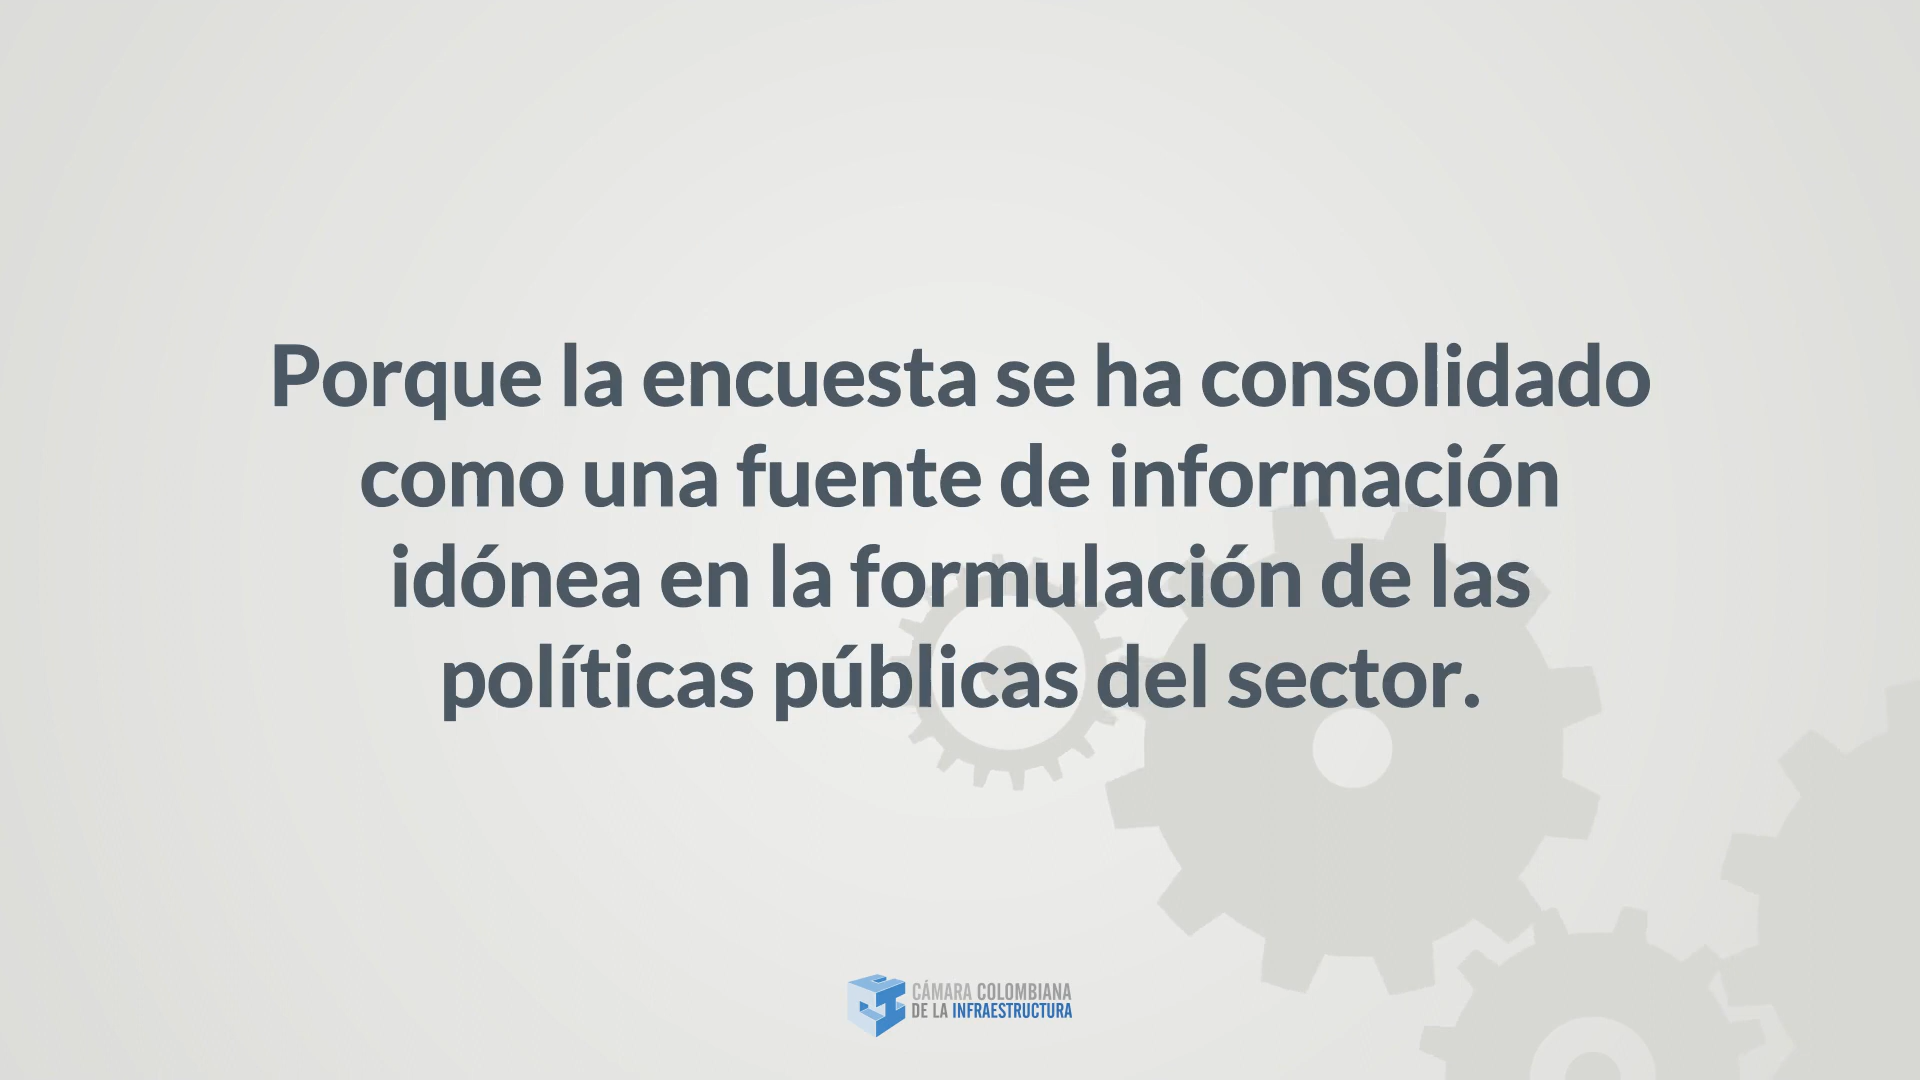 Porque la encuesta se ha consolidado
como una fuente de información
idónea en la formulación de las
políticas públicas del sector.
CÁMARA COLOMBIANA
DE LA INFRAESTRUCTURA